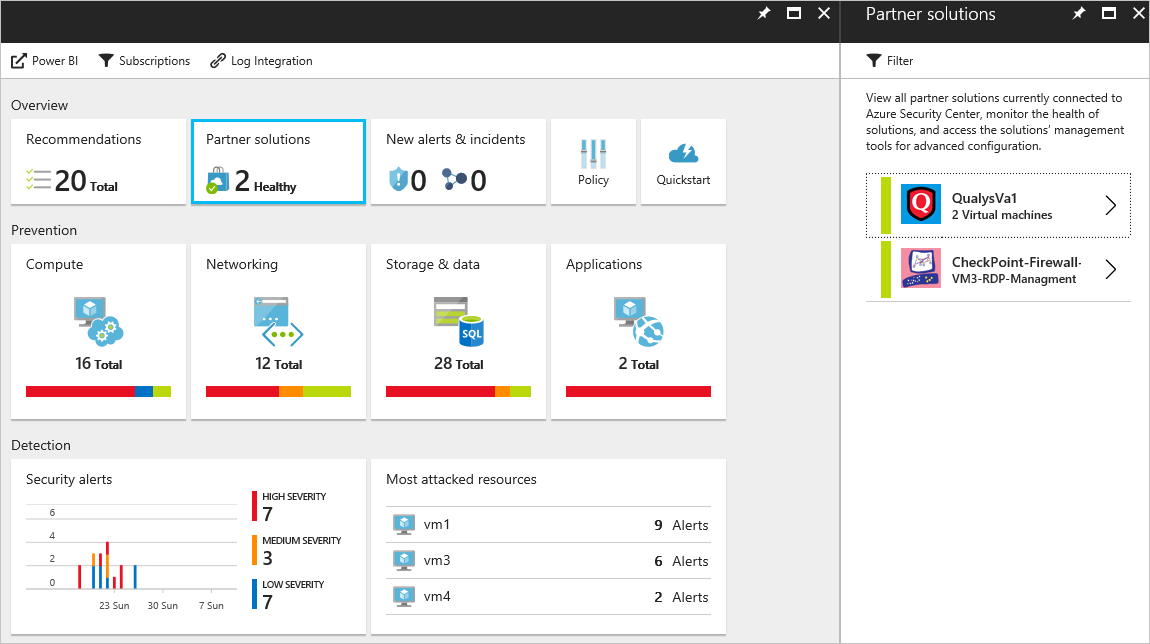 Partner solutions
Power BI
Subscriptions
Log Integration
Filter
Overview
Recommendations
20 Total
Partner solutions
2 Healthy
New alerts & incidents
0
0
Policy
Quickstart
Prevention
Compute
16 Total
Networking
12 Total
Storage & data
SQL
28 Total
Applications
2 Total
Detection
Security alerts
6
4
2
0
23 Sun
30 Sun
7 Sun
HIGH SEVERITY
7
MEDIUM SEVERITY
3
LOW SEVERITY
7
Most attacked resources
vm1 9 Alerts
vm3 6 Alerts
vm4 2 Alerts
View all partner solutions currently connected to
Azure Security Center, monitor the health of
solutions, and access the solutions' management
tools for advanced configuration.
Q
QualysVa1
2 Virtual machines
CheckPoint-Firewall-
VM3-RDP-Managment